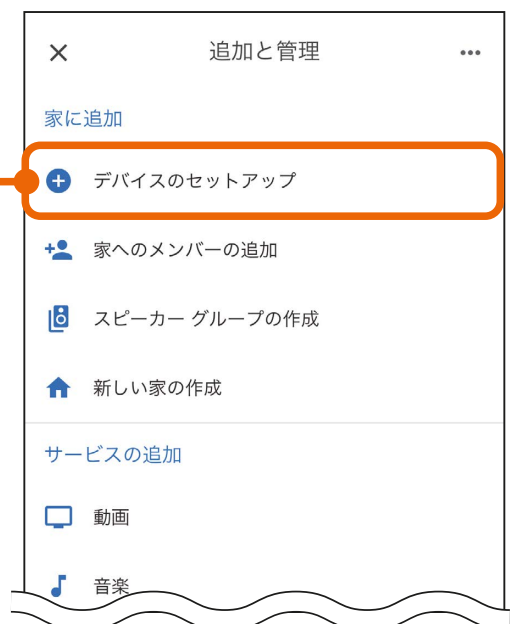 追加と管理
家に追加
デバイスのセットアップ
家へのメンバーの追加
スピーカー グループの作成
新しい家の作成
サービスの追加
動画
音楽